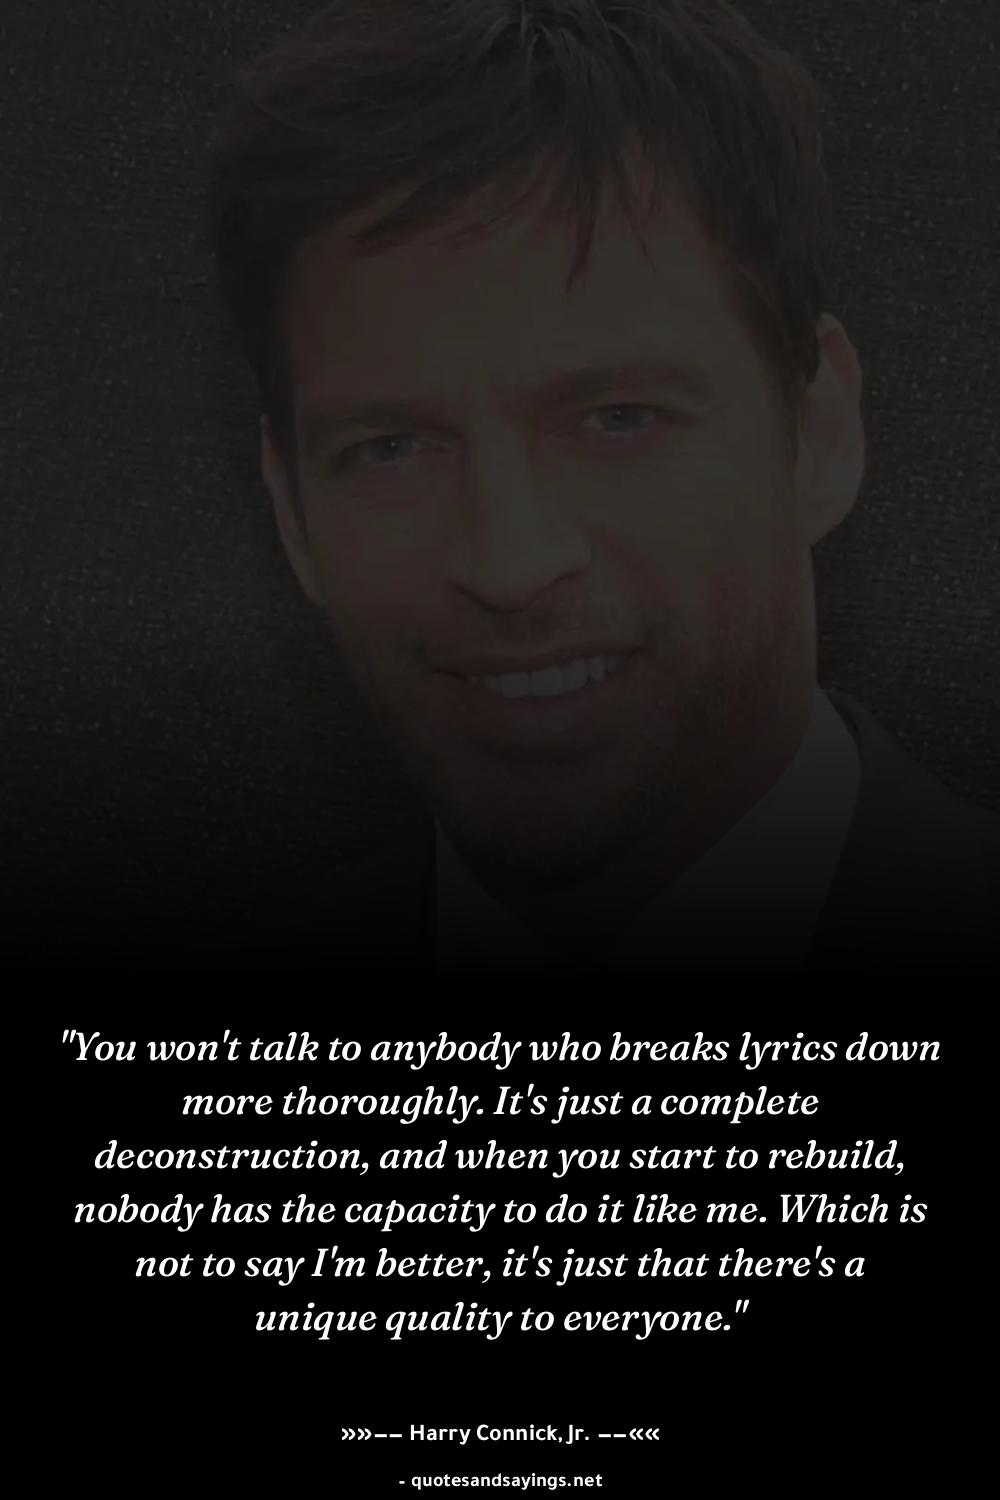 "You won't talk to anybody who breaks lyrics down
more thoroughly. It's just a complete
deconstruction, and when you start to rebuild,
nobody has the capacity to do it like me. Which is
not to say I'm better, it's just that there's a
unique quality to everyone."
»»−− Harry Connick, Jr. −−««
- quotesandsayings.net